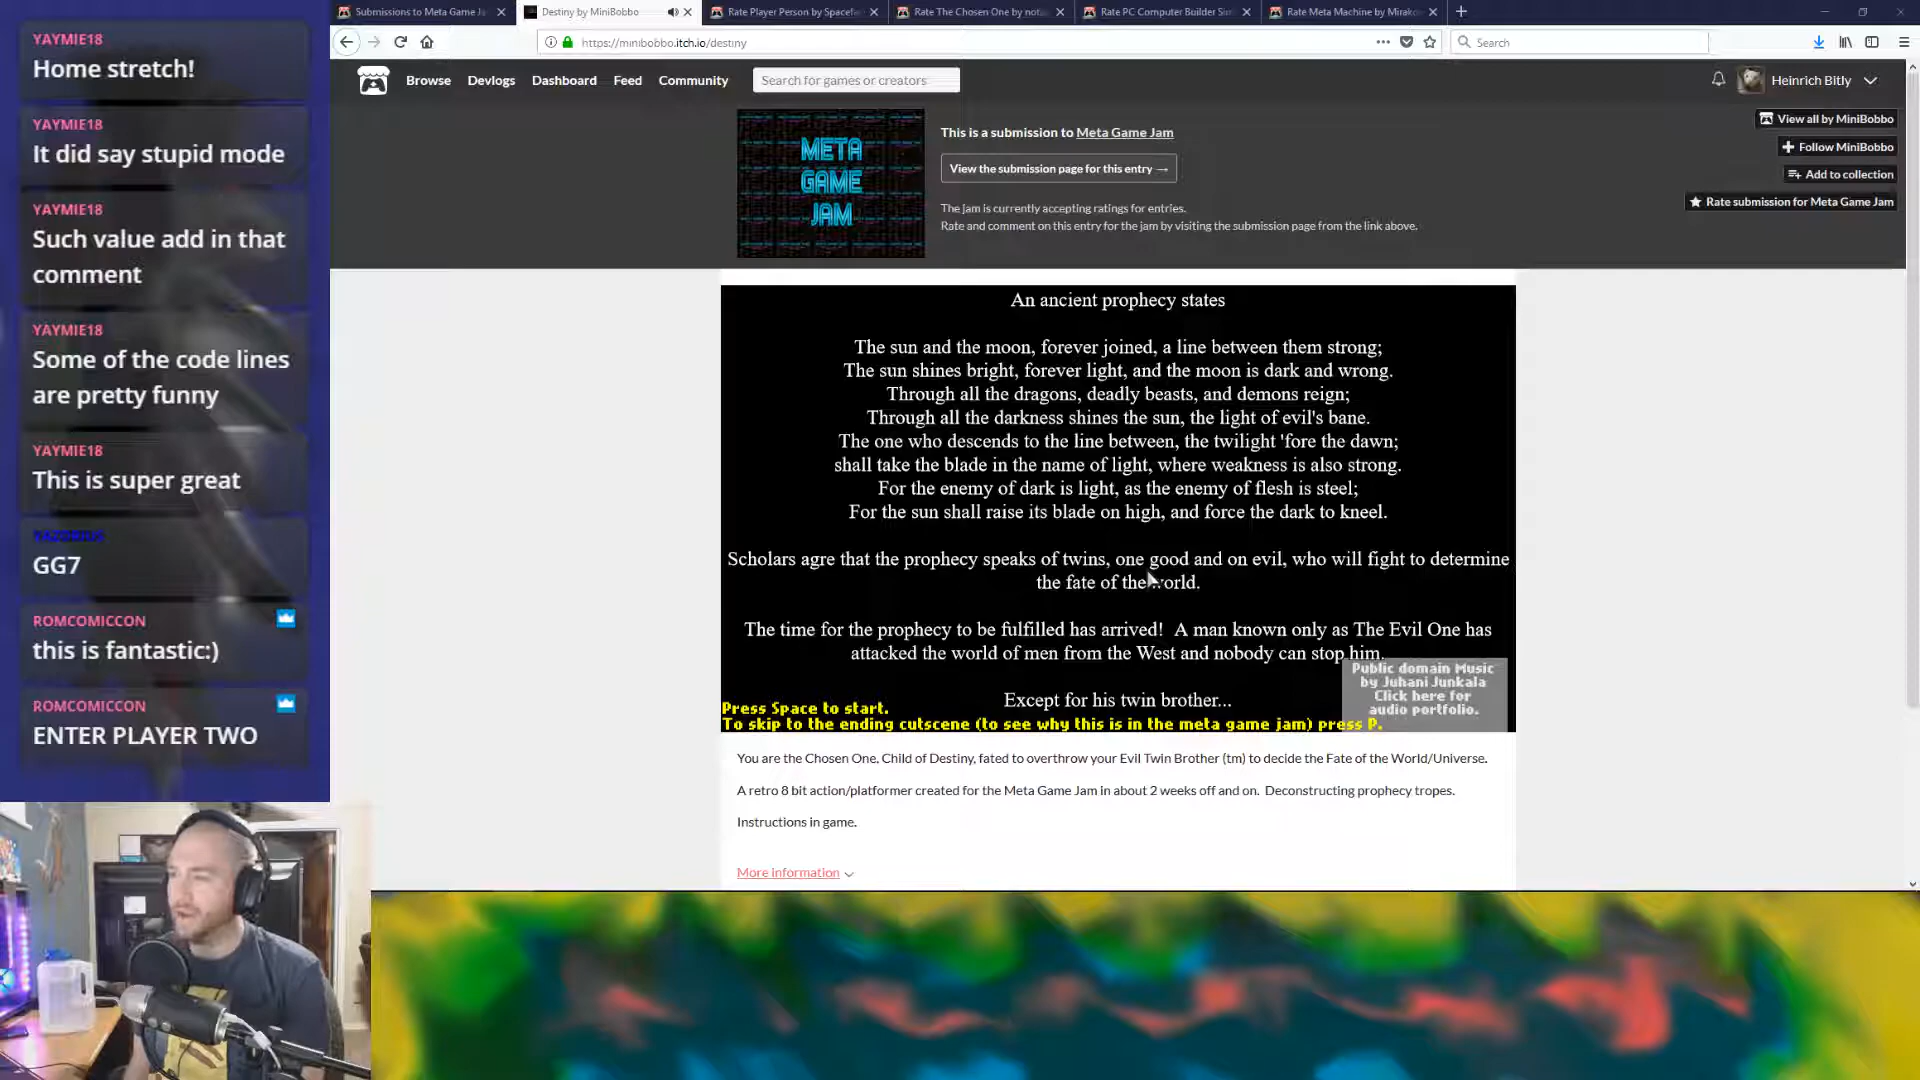 YAYMIE18
Home stretch!
YAYMIE18
It did say stupid mode
YAYMIE18
Such value add in that
comment
YAYMIE18
Some of the code lines
are pretty funny
YAYMIE18
This is super great
GG7
ROMCOMICCON
this is fantastic:)
ROMCOMICCON
ENTER PLAYER TWO
Submissions to Meta Game Ja
Destiny by MiniBobbo
Rate Player Person by Spacefa
Rate The Chosen One by nota
Rate PC Computer Builder Sim
Rate Meta Machine by Mirako
https://minibobbo.itch.io/destiny
Search
Browse
Devlogs
Dashboard
Feed
Community
Search for games or creators
Heinrich Bitly
META
GAME
JAM
This is a submission to Meta Game Jam
View the submission page for this entry →
The jam is currently accepting ratings for entries.
Rate and comment on this entry for the jam by visiting the submission page from the link above.
View all by MiniBobbo
Follow MiniBobbo
Add to collection
Rate submission for Meta Game Jam
An ancient prophecy states
The sun and the moon, forever joined, a line between them strong;
The sun shines bright, forever light, and the moon is dark and wrong.
Through all the dragons, deadly beasts, and demons reign;
Through all the darkness shines the sun, the light of evil's bane.
The one who descends to the line between, the twilight 'fore the dawn;
shall take the blade in the name of light, where weakness is also strong.
For the enemy of dark is light, as the enemy of flesh is steel;
For the sun shall raise its blade on high, and force the dark to kneel.
Scholars agre that the prophecy speaks of twins, one good and on evil, who will fight to determine
the fate of the world.
The time for the prophecy to be fulfilled has arrived! A man known only as The Evil One has
attacked the world of men from the West and nobody can stop him.
Except for his twin brother...
Press Space to start.
To skip to the ending cutscene (to see why this is in the meta game jam) press P.
Public domain Music
by Juhani Junkala
Click here for
audio portfolio.
You are the Chosen One, Child of Destiny, fated to overthrow your Evil Twin Brother (tm) to decide the Fate of the World/Universe.
A retro 8 bit action/platformer created for the Meta Game Jam in about 2 weeks off and on. Deconstructing prophecy tropes.
Instructions in game.
More information